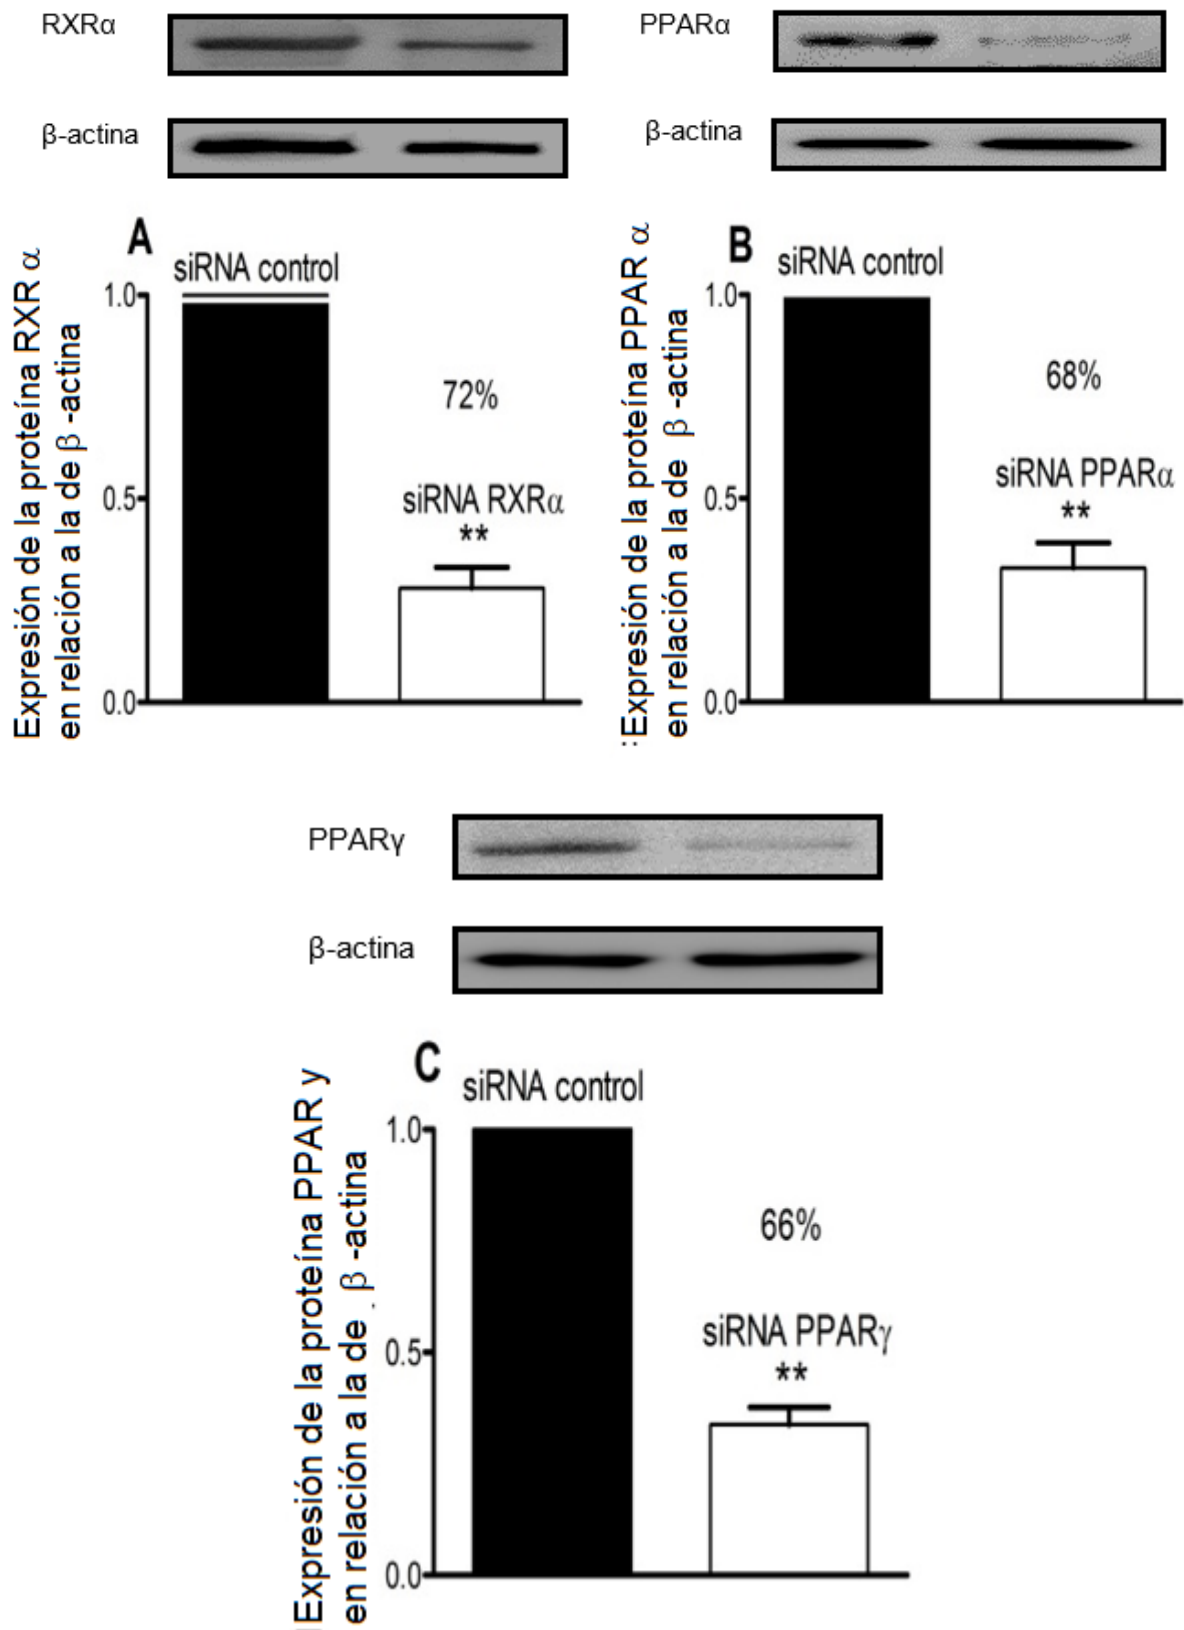 RXRα
β-actina
A
siRNA control
Expresión de la proteína RXR α
en relación a la de β -actina
1.0
0.5
0.0
72%
siRNA RXRα
**
PPARα
β-actina
B
siRNA control
Expresión de la proteína PPAR α
en relación a la de β -actina
1.0
0.5
0.0
68%
siRNA PPARα
**
PPARγ
β-actina
C
siRNA control
Expresión de la proteína PPAR y
en relación a la de . β -actina
1.0
0.5
0.0
66%
siRNA PPARγ
**